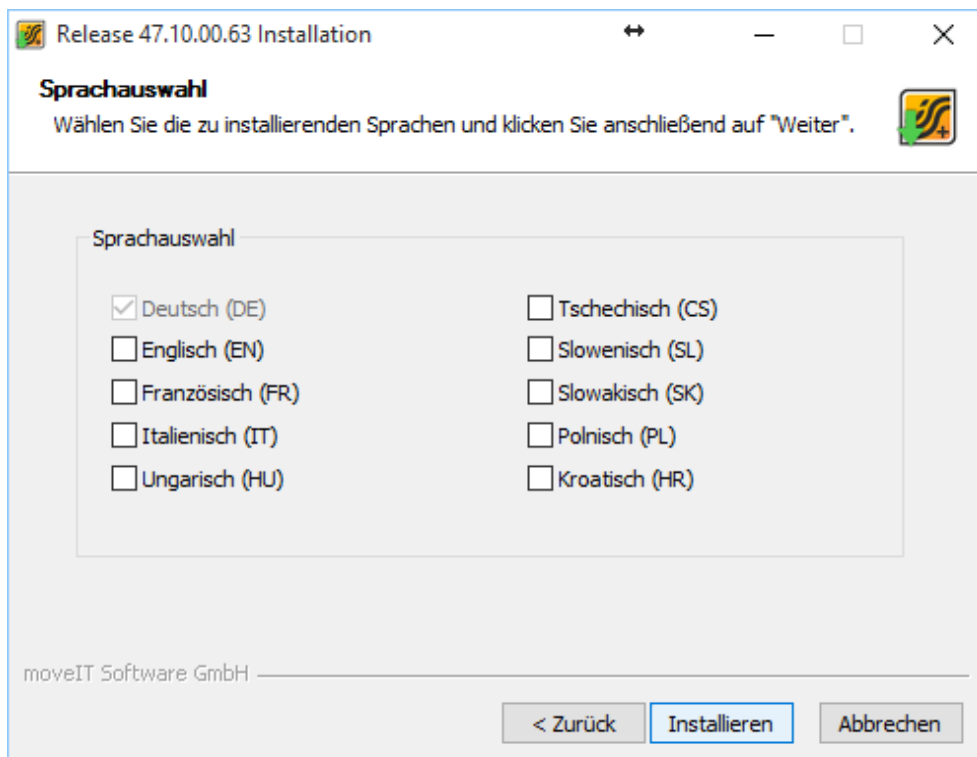 Release 47.10.00.63 Installation
Sprachauswahl
Wählen Sie die zu installierenden Sprachen und klicken Sie anschließend auf "Weiter".
Sprachauswahl
Deutsch (DE)
Englisch (EN)
Französisch (FR)
Italienisch (IT)
Ungarisch (HU)
Tschechisch (CS)
Slowenisch (SL)
Slowakisch (SK)
Polnisch (PL)
Kroatisch (HR)
moveIT Software GmbH
< Zurück
Installieren
Abbrechen